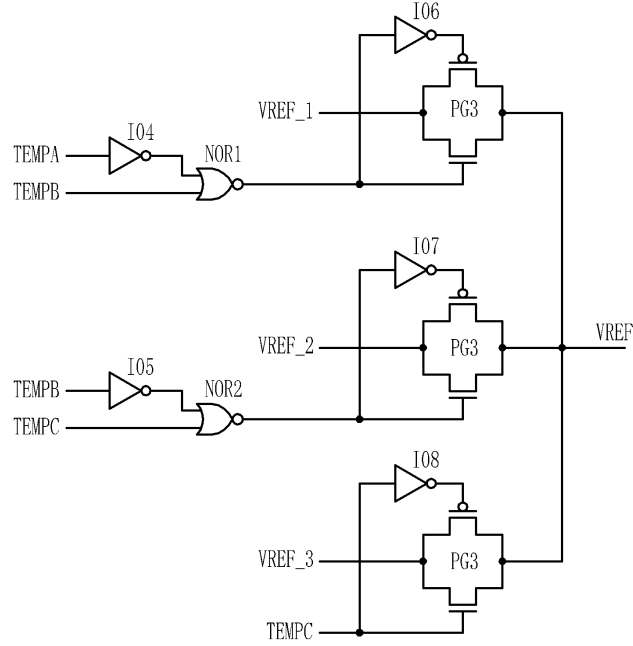 I06
VREF_1
PG3
I04
TEMPA
NOR1
TEMPB
I07
VREF_2
PG3
VREF
I05
TEMPB
NOR2
TEMPC
I08
VREF_3
PG3
TEMPC